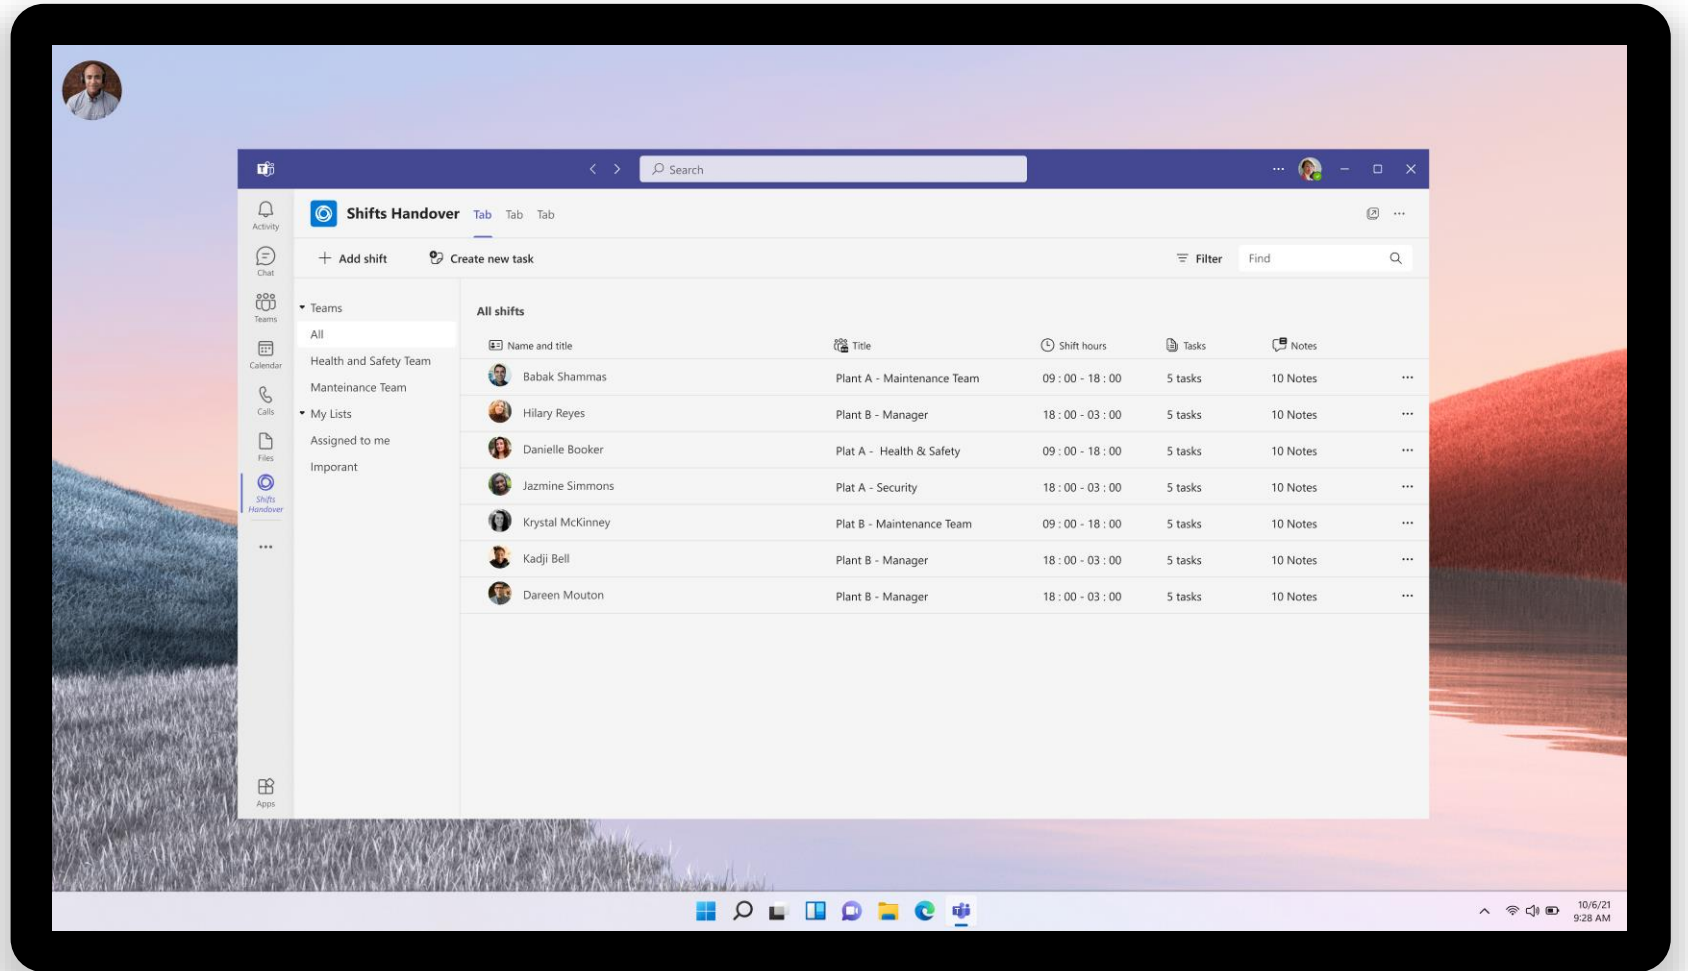 Search
Activity
Chat
Teams
Calendar
Calls
Files
Shifts
Handover
Apps
Shifts Handover Tab Tab Tab
Add shift Create new task Filter Find
Teams
All
Health and Safety Team
Manteinance Team
My Lists
Assigned to me
Imporant
All shifts
Name and title Title Shift hours Tasks Notes
Babak Shammas Plant A - Maintenance Team 09 : 00 - 18 : 00 5 tasks 10 Notes
Hilary Reyes Plant B - Manager 18 : 00 - 03 : 00 5 tasks 10 Notes
Danielle Booker Plat A - Health & Safety 09 : 00 - 18 : 00 5 tasks 10 Notes
Jazmine Simmons Plat A - Security 18 : 00 - 03 : 00 5 tasks 10 Notes
Krystal McKinney Plat B - Maintenance Team 09 : 00 - 18 : 00 5 tasks 10 Notes
Kadji Bell Plant B - Manager 18 : 00 - 03 : 00 5 tasks 10 Notes
Dareen Mouton Plant B - Manager 18 : 00 - 03 : 00 5 tasks 10 Notes
10/6/21
9:28 AM